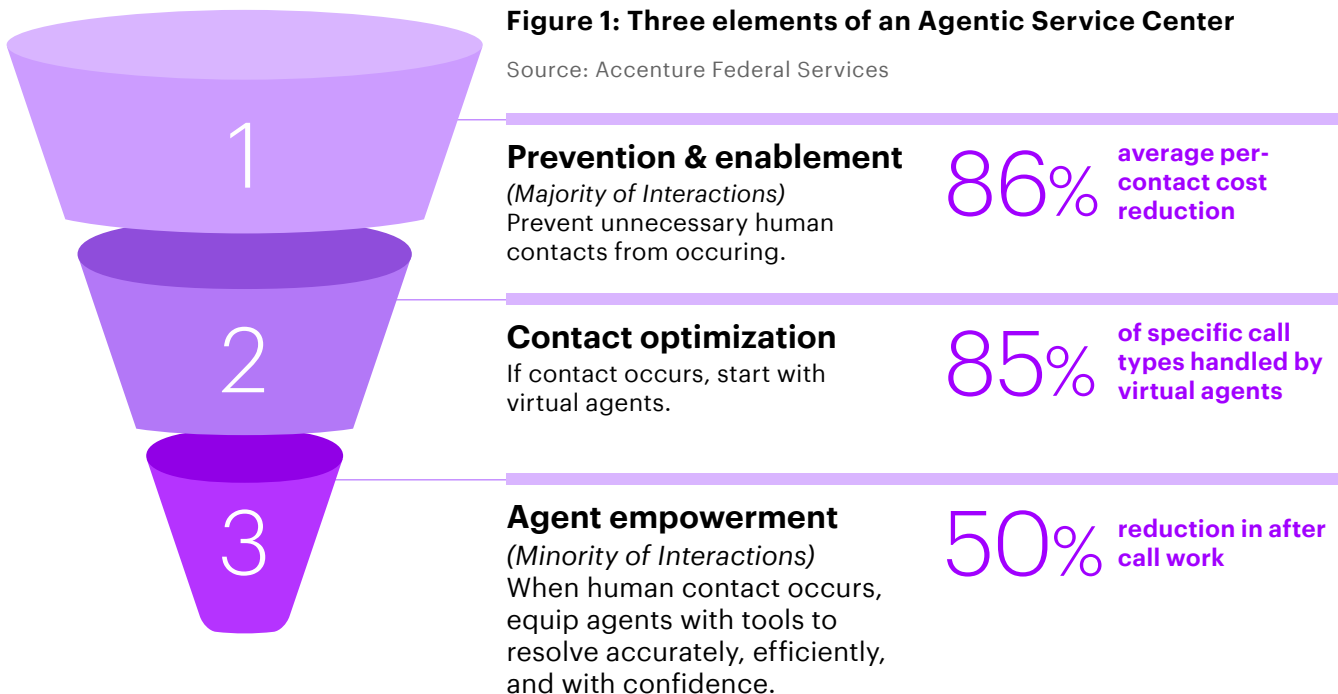 Figure 1: Three elements of an Agentic Service Center
Source: Accenture Federal Services
1
Prevention & enablement
(Majority of Interactions)
Prevent unnecessary human
contacts from occuring.
86%
average per-
contact cost
reduction
2
Contact optimization
If contact occurs, start with
virtual agents.
85%
of specific call
types handled by
virtual agents
3
Agent empowerment
(Minority of Interactions)
When human contact occurs,
equip agents with tools to
resolve accurately, efficiently,
and with confidence.
50%
reduction in after
call work